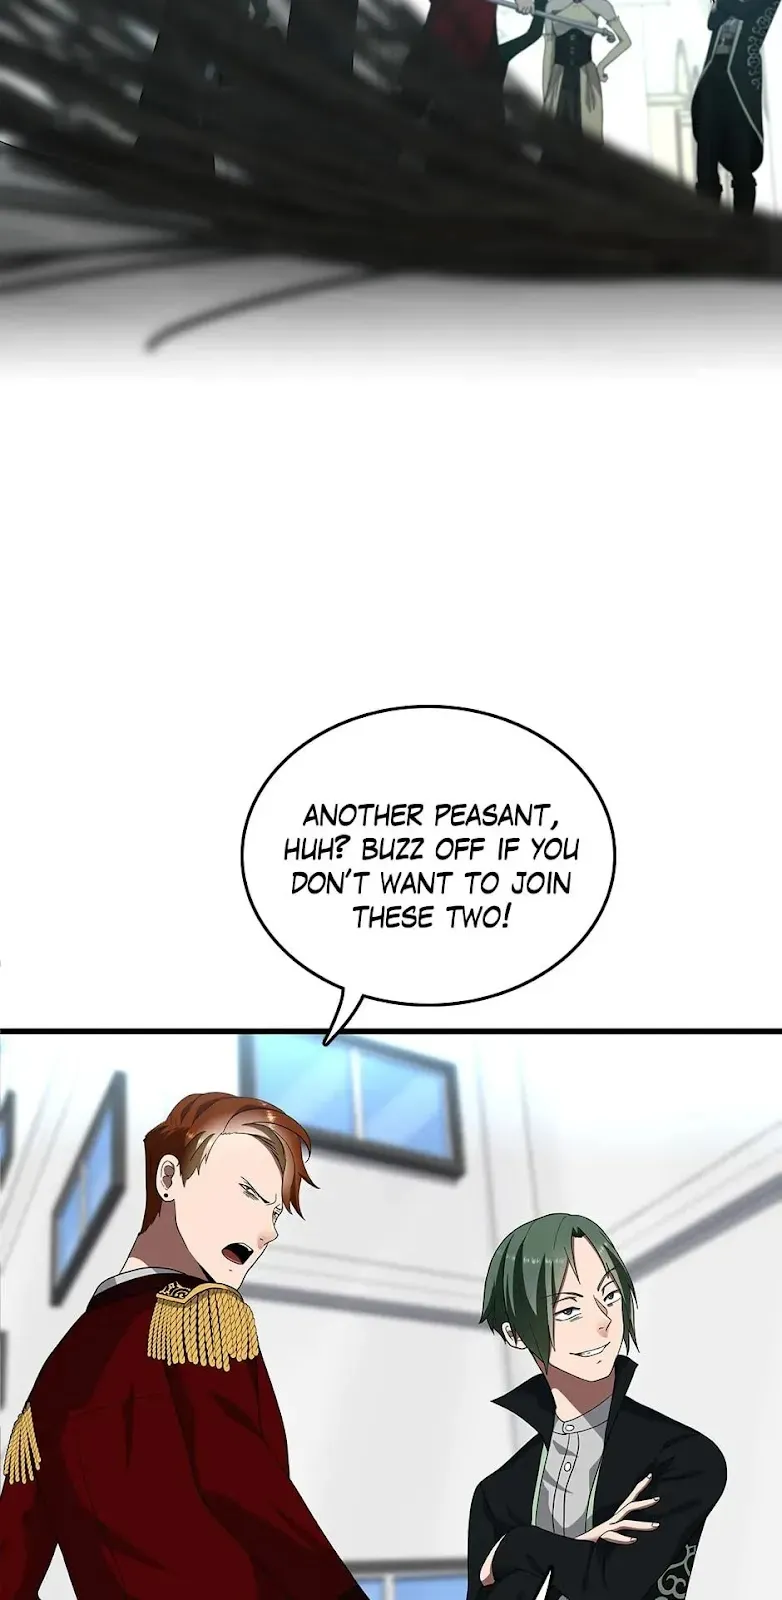 ANOTHER PEASANT,
HUH? BUZZ OFF IF YOU
DON'T WANT TO JOIN
THESE TWO!